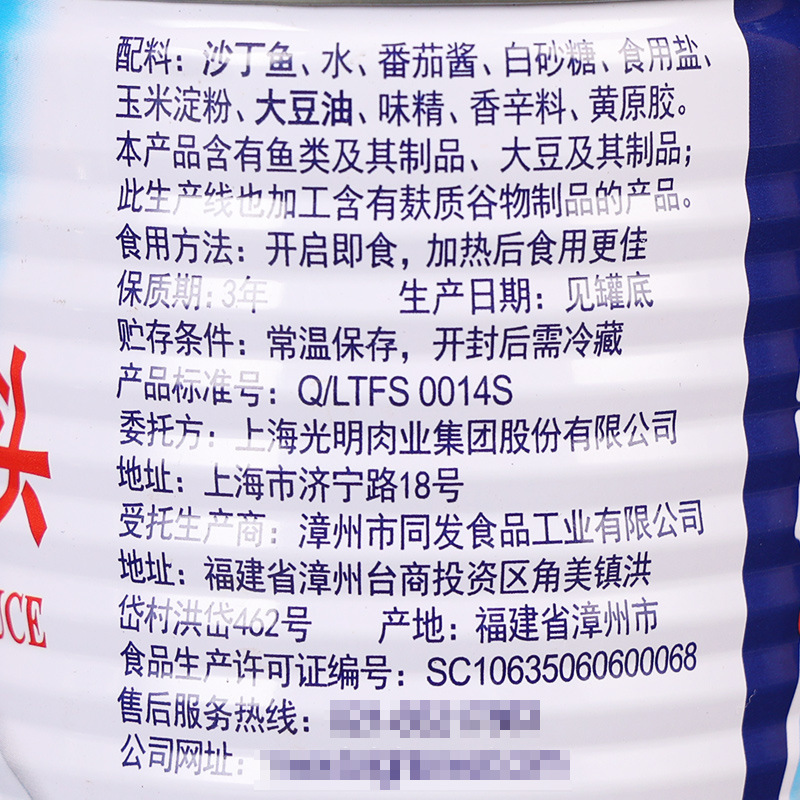 配料：沙丁鱼、水、番茄酱、白砂糖、食用盐、
玉米淀粉、大豆油、味精、香辛料、黄原胶。
本产品含有鱼类及其制品、大豆及其制品；
此生产线也加工含有麸质谷物制品的产品。
食用方法：开启即食，加热后食用更佳
保质期：3年 生产日期：见罐底
贮存条件：常温保存，开封后需冷藏
产品标准号：Q/LTFS 0014S
委托方：上海光明肉业集团股份有限公司
地址：上海市济宁路18号
受托生产商：漳州市同发食品工业有限公司
地址：福建省漳州台商投资区角美镇洪
岱村洪岱462号 产地：福建省漳州市
食品生产许可证编号：SC10635060600068
售后服务热线：
公司网址：
UCE